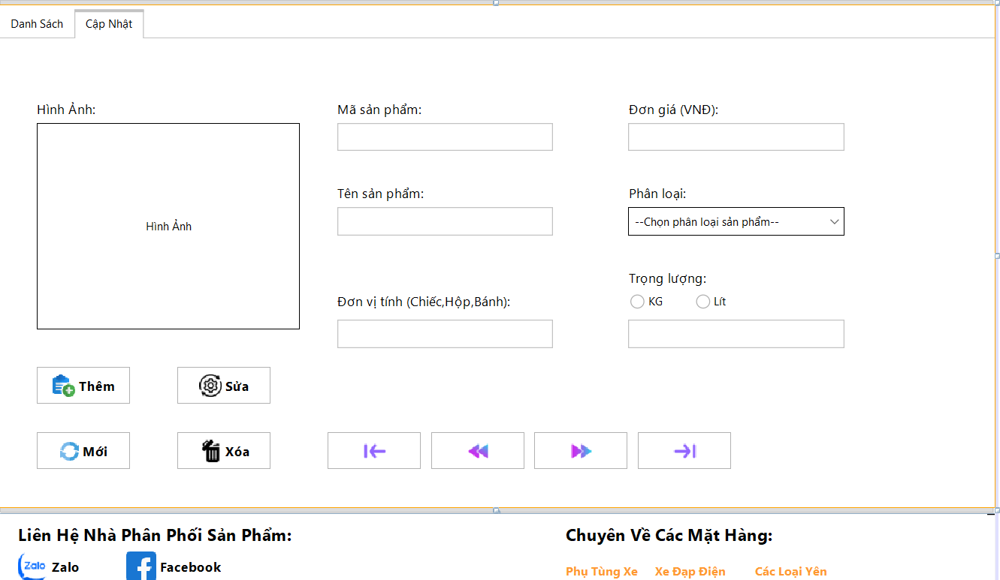 Danh Sách
Cập Nhật
Hình Ảnh:
Mã sản phẩm:
Đơn giá (VNĐ):
Tên sản phẩm:
Phân loại:
--Chọn phân loại sản phẩm--
Hình Ảnh
Trọng lượng:
Đơn vị tính (Chiếc,Hộp,Bánh):
KG
Lít
Thêm
Sửa
Mới
Xóa
Liên Hệ Nhà Phân Phối Sản Phẩm:
Chuyên Về Các Mặt Hàng:
Zalo
Zalo
Facebook
Phụ Tùng Xe
Xe Đạp Điện
Các Loại Yên